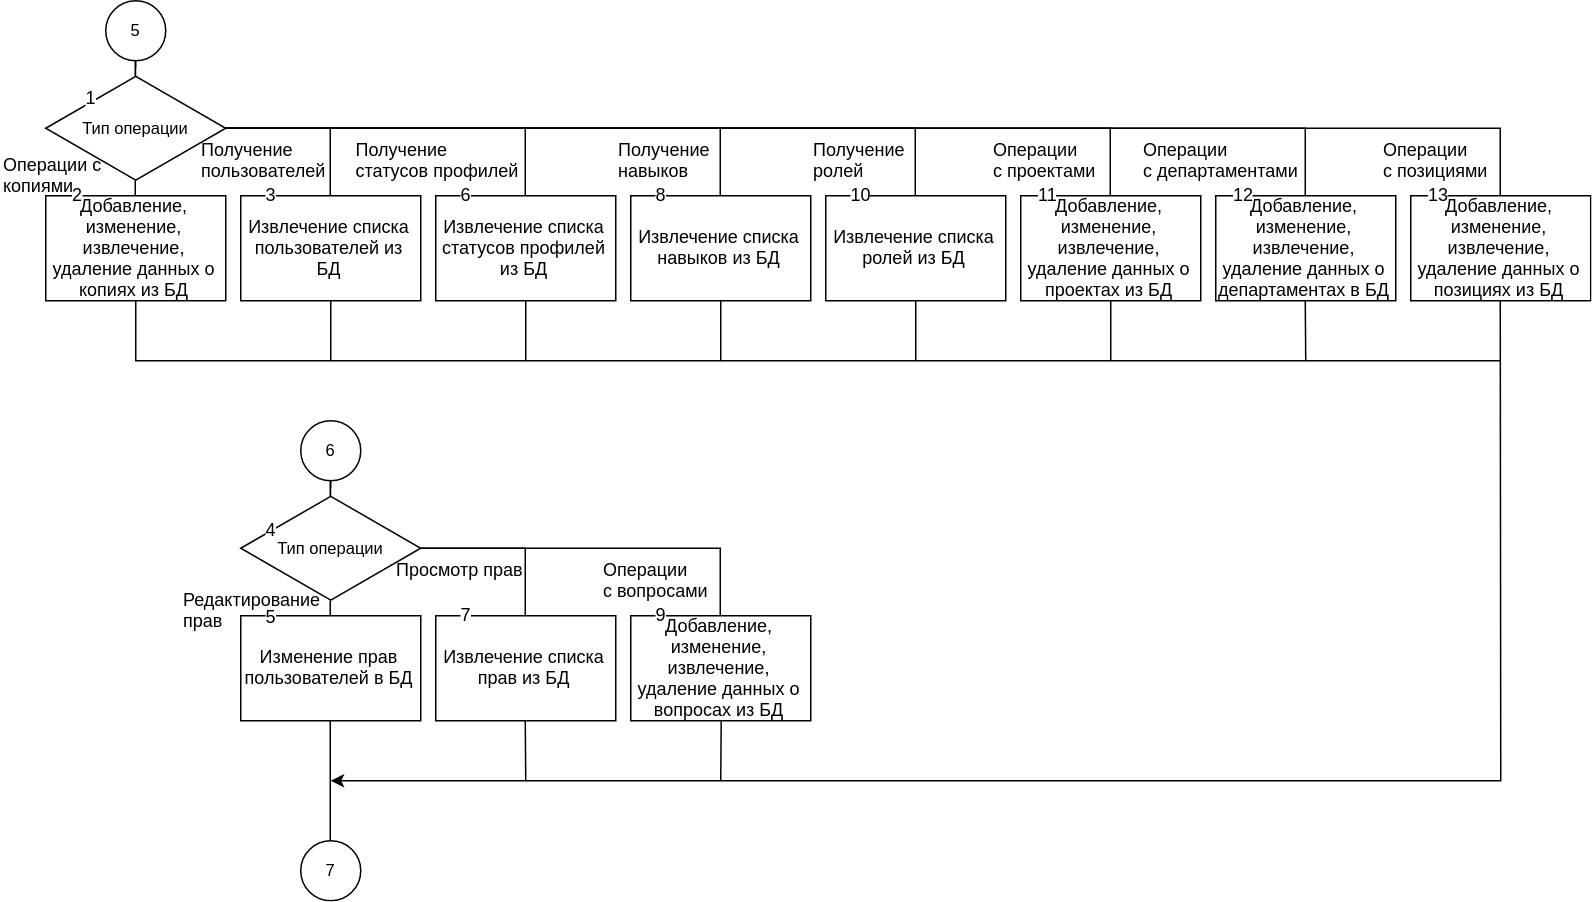 5
1
Тип операции
Операции с
копиями
Получение
пользователей
Получение
статусов профилей
Получение
навыков
Получение
ролей
Операции
с проектами
Операции
с департаментами
Операции
с позициями
2
Добавление,
изменение,
извлечение,
удаление данных о
копиях из БД
3
Извлечение списка
пользователей из
БД
6
Извлечение списка
статусов профилей
из БД
8
Извлечение списка
навыков из БД
10
Извлечение списка
ролей из БД
11
Добавление,
изменение,
извлечение,
удаление данных о
проектах из БД
12
Добавление,
изменение,
извлечение,
удаление данных о
департаментах в БД
13
Добавление,
изменение,
извлечение,
удаление данных о
позициях из БД
6
4
Тип операции
Редактирование
прав
Просмотр прав
Операции
с вопросами
5
Изменение прав
пользователей в БД
7
Извлечение списка
прав из БД
9
Добавление,
изменение,
извлечение,
удаление данных о
вопросах из БД
7